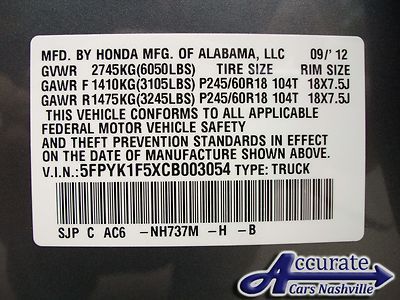 MFD. BY HONDA MFG. OF ALABAMA, LLC 09/'12
GVWR 2745KG(6050LBS) TIRE SIZE RIM SIZE
GAWR F 1410KG(3105LBS) P245/60R18 104T 18X7.5J
GAWR R1475KG(3245LBS) P245/60R18 104T 18X7.5J
THIS VEHICLE CONFORMS TO ALL APPLICABLE
FEDERAL MOTOR VEHICLE SAFETY
AND THEFT PREVENTION STANDARDS IN EFFECT ON
THE DATE OF MANUFACTURE SHOWN ABOVE.
V.I.N.:5FPYK1F5XCB003054 TYPE: TRUCK
SJP C AC6 -NH737M -H -B
Accurate
Cars Nashville